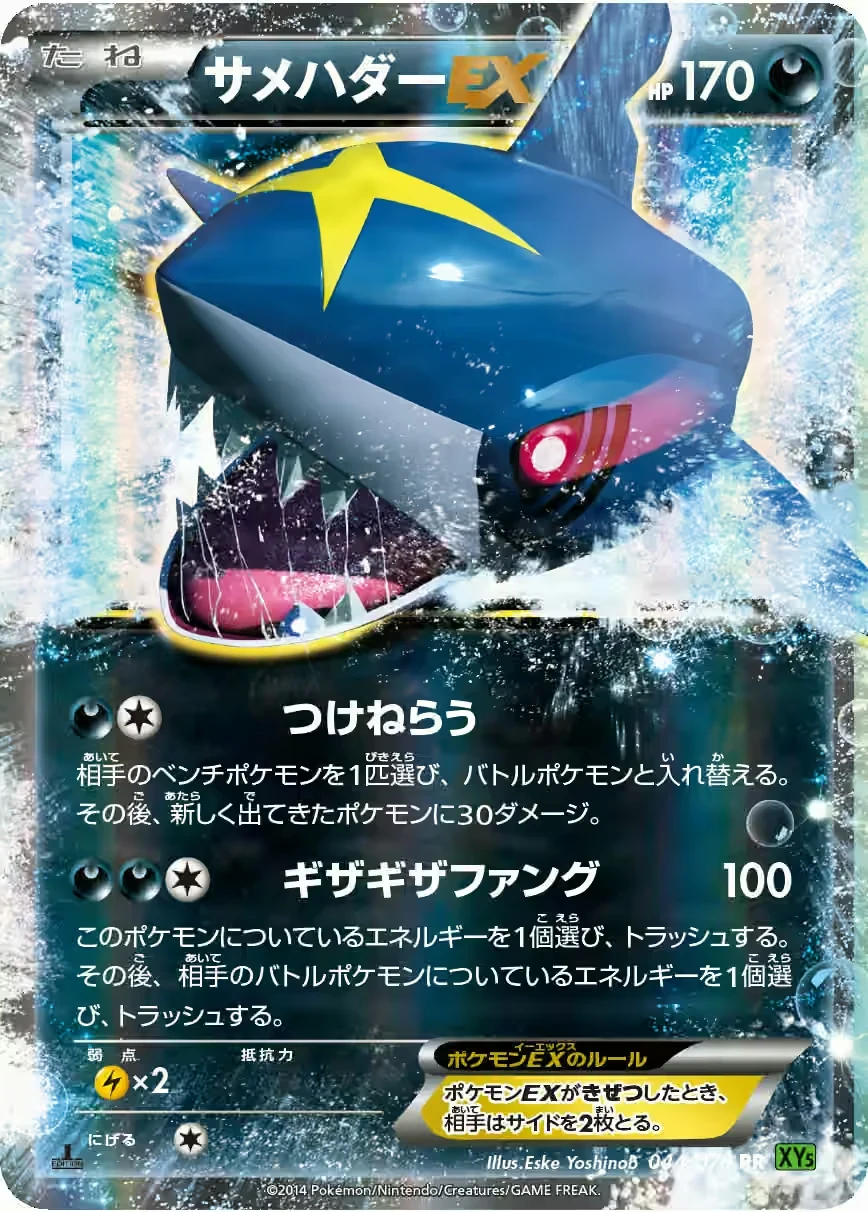 たね
サメハダーEX
HP 170
つけねらう
相手のベンチポケモンを1匹選び、バトルポケモンと入れ替える。
その後、新しく出てきたポケモンに30ダメージ。
ギザギザファング 100
このポケモンについているエネルギーを1個選び、トラッシュする。
その後、相手のバトルポケモンについているエネルギーを1個選
び、トラッシュする。
弱点 抵抗力
×2
にげる
ポケモンEXのルール
ポケモンEXがきぜつしたとき、
相手はサイドを2枚とる。
1 EDITION
Illus.Eske Yoshinob
RR XY5
©2014 Pokémon/Nintendo/Creatures/GAME FREAK.